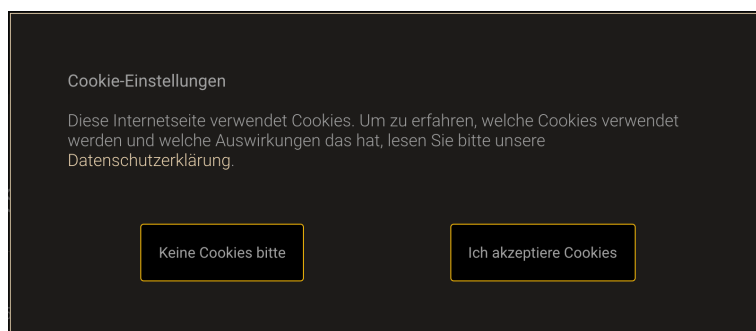 Cookie-Einstellungen
Diese Internetseite verwendet Cookies. Um zu erfahren, welche Cookies verwendet
werden und welche Auswirkungen das hat, lesen Sie bitte unsere
Datenschutzerklärung.
Keine Cookies bitte
Ich akzeptiere Cookies